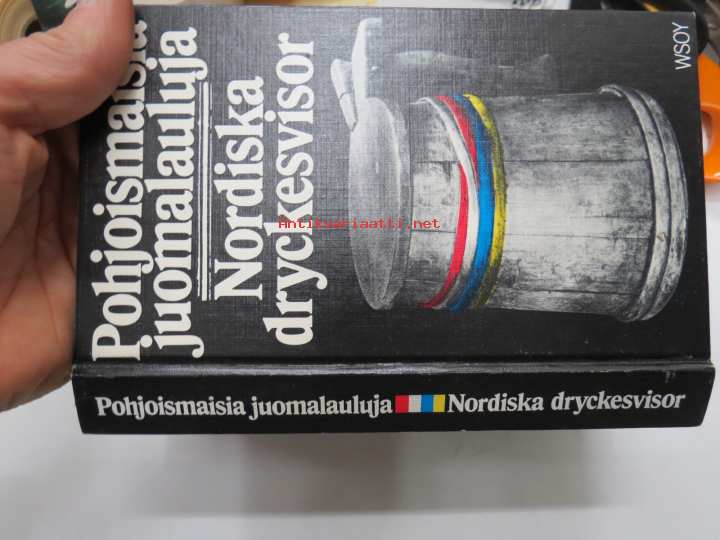 Pohjoismaisia
juomalauluja
Nordiska
dryckesvisor
WSOY
Antikvariaatti.net
Pohjoismaisia juomalauluja Nordiska dryckesvisor